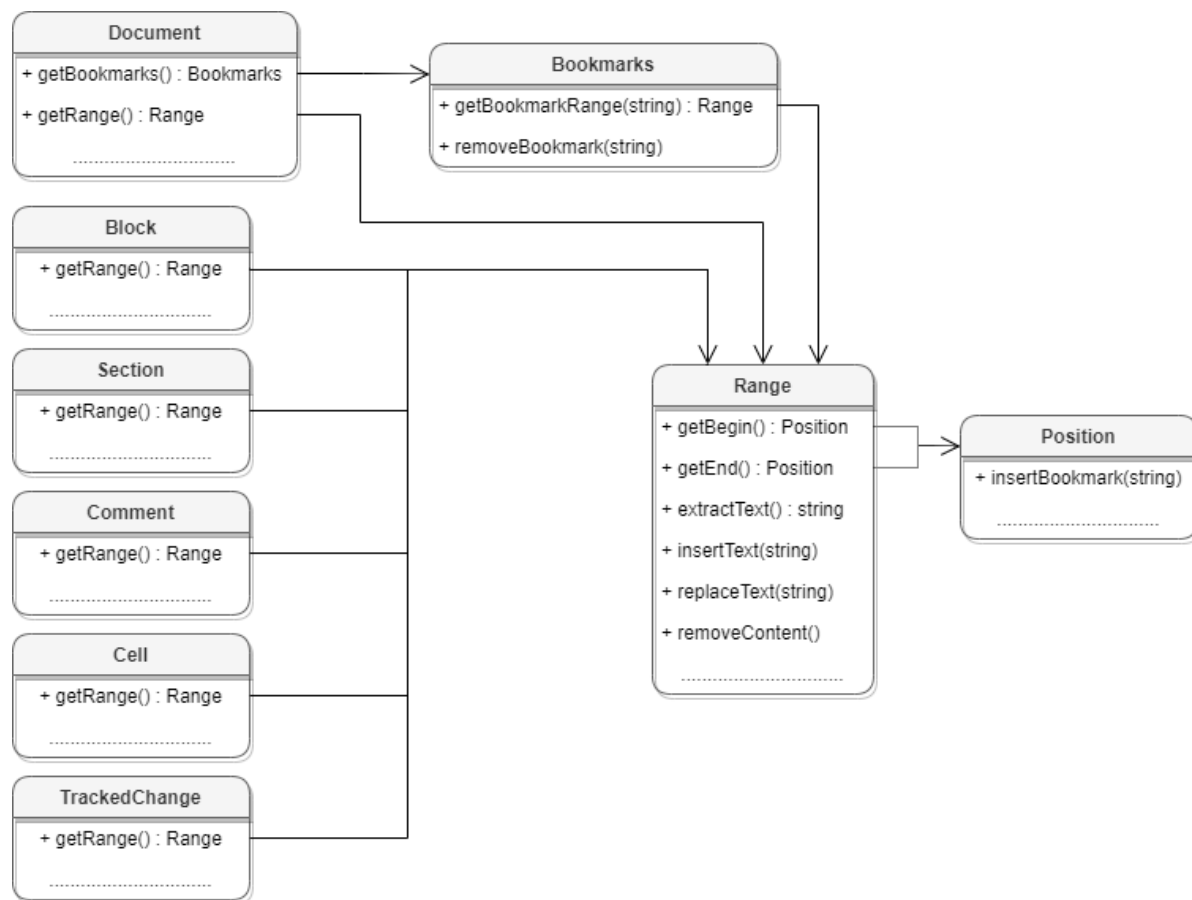 Document
+ getBookmarks() : Bookmarks
+ getRange() : Range
................................
Bookmarks
+ getBookmarkRange(string) : Range
+ removeBookmark(string)
Block
+ getRange() : Range
................................
Section
+ getRange() : Range
................................
Comment
+ getRange() : Range
................................
Cell
+ getRange() : Range
................................
TrackedChange
+ getRange() : Range
................................
Range
+ getBegin() : Position
+ getEnd() : Position
+ extractText() : string
+ insertText(string)
+ replaceText(string)
+ removeContent()
................................
Position
+ insertBookmark(string)
................................